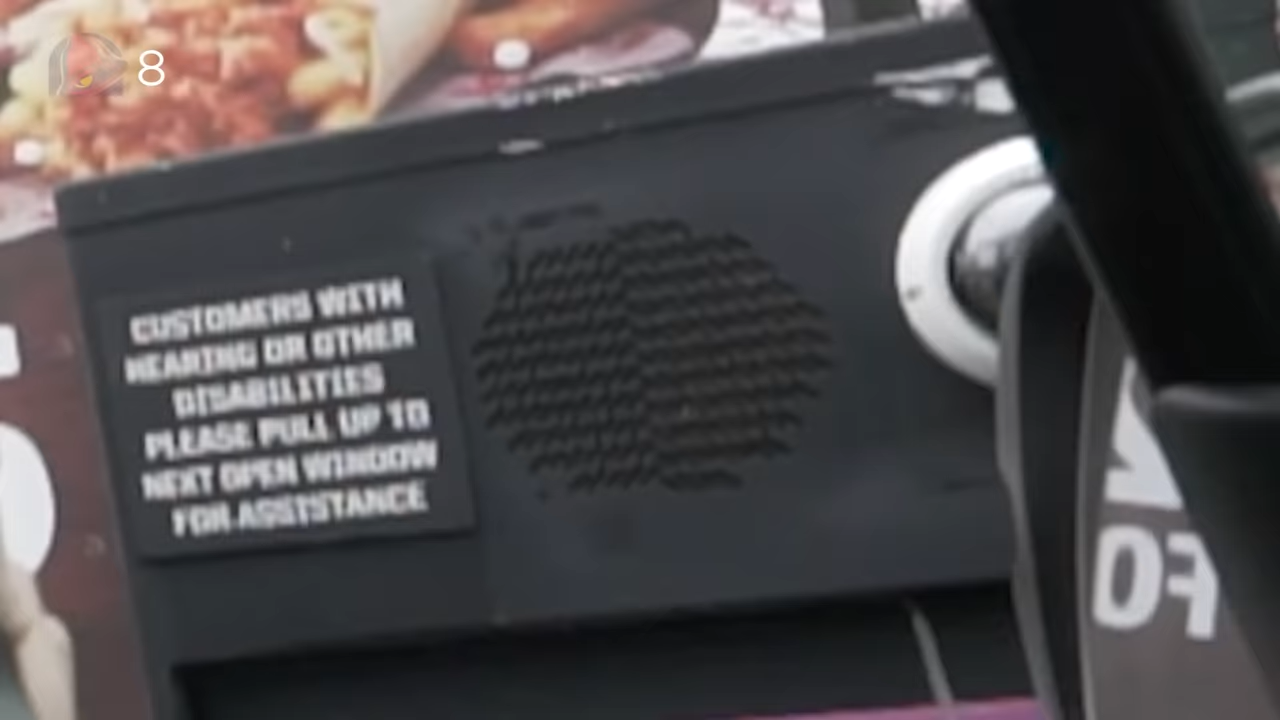 8
CUSTOMERS WITH
HEARING OR OTHER
DISABILITIES
PLEASE PULL UP TO
NEXT OPEN WINDOW
FOR ASSISTANCE